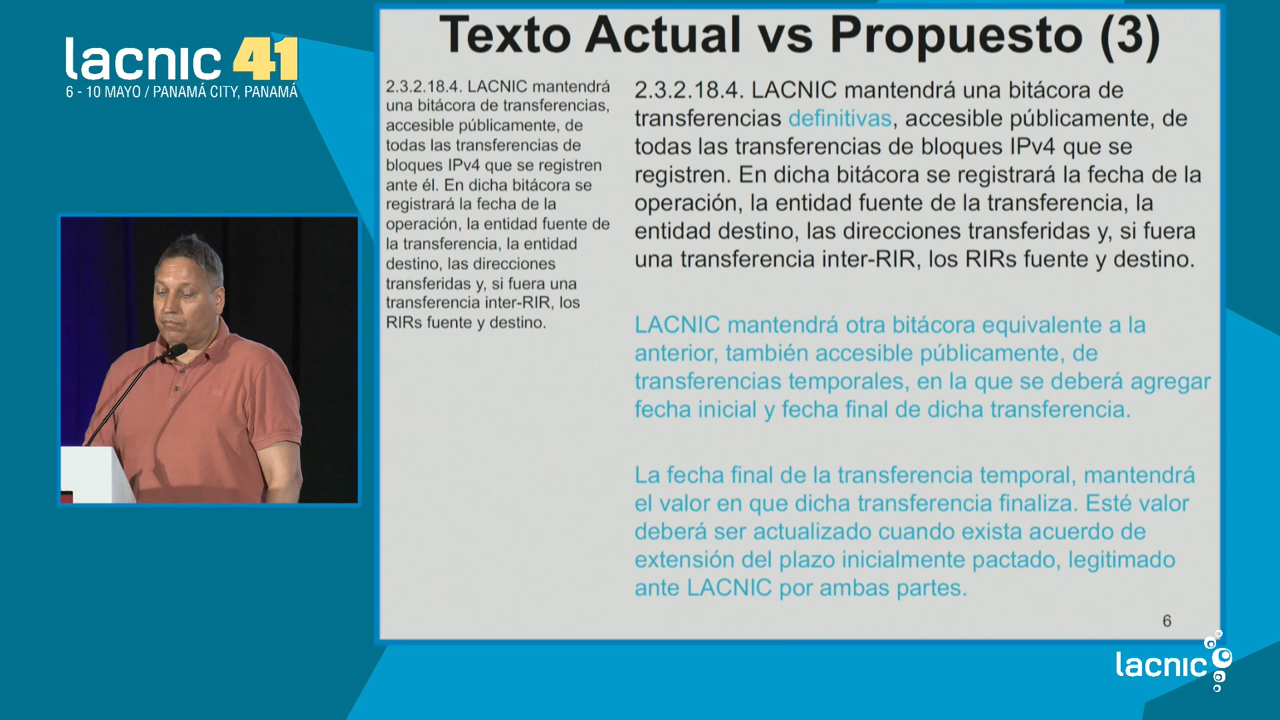 lacnic 41
6 - 10 MAYO / PANAMÁ CITY, PANAMÁ
Texto Actual vs Propuesto (3)
2.3.2.18.4. LACNIC mantendrá
una bitácora de transferencias,
accesible públicamente, de
todas las transferencias de
bloques IPv4 que se registren
ante él. En dicha bitácora se
registrará la fecha de la
operación, la entidad fuente de
la transferencia, la entidad
destino, las direcciones
transferidas y, si fuera una
transferencia inter-RIR, los
RIRs fuente y destino.
2.3.2.18.4. LACNIC mantendrá una bitácora de
transferencias definitivas, accesible públicamente, de
todas las transferencias de bloques IPv4 que se
registren. En dicha bitácora se registrará la fecha de la
operación, la entidad fuente de la transferencia, la
entidad destino, las direcciones transferidas y, si fuera
una transferencia inter-RIR, los RIRs fuente y destino.
LACNIC mantendrá otra bitácora equivalente a la
anterior, también accesible públicamente, de
transferencias temporales, en la que se deberá agregar
fecha inicial y fecha final de dicha transferencia.
La fecha final de la transferencia temporal, mantendrá
el valor en que dicha transferencia finaliza. Esté valor
deberá ser actualizado cuando exista acuerdo de
extensión del plazo inicialmente pactado, legitimado
ante LACNIC por ambas partes.
6
lacnic